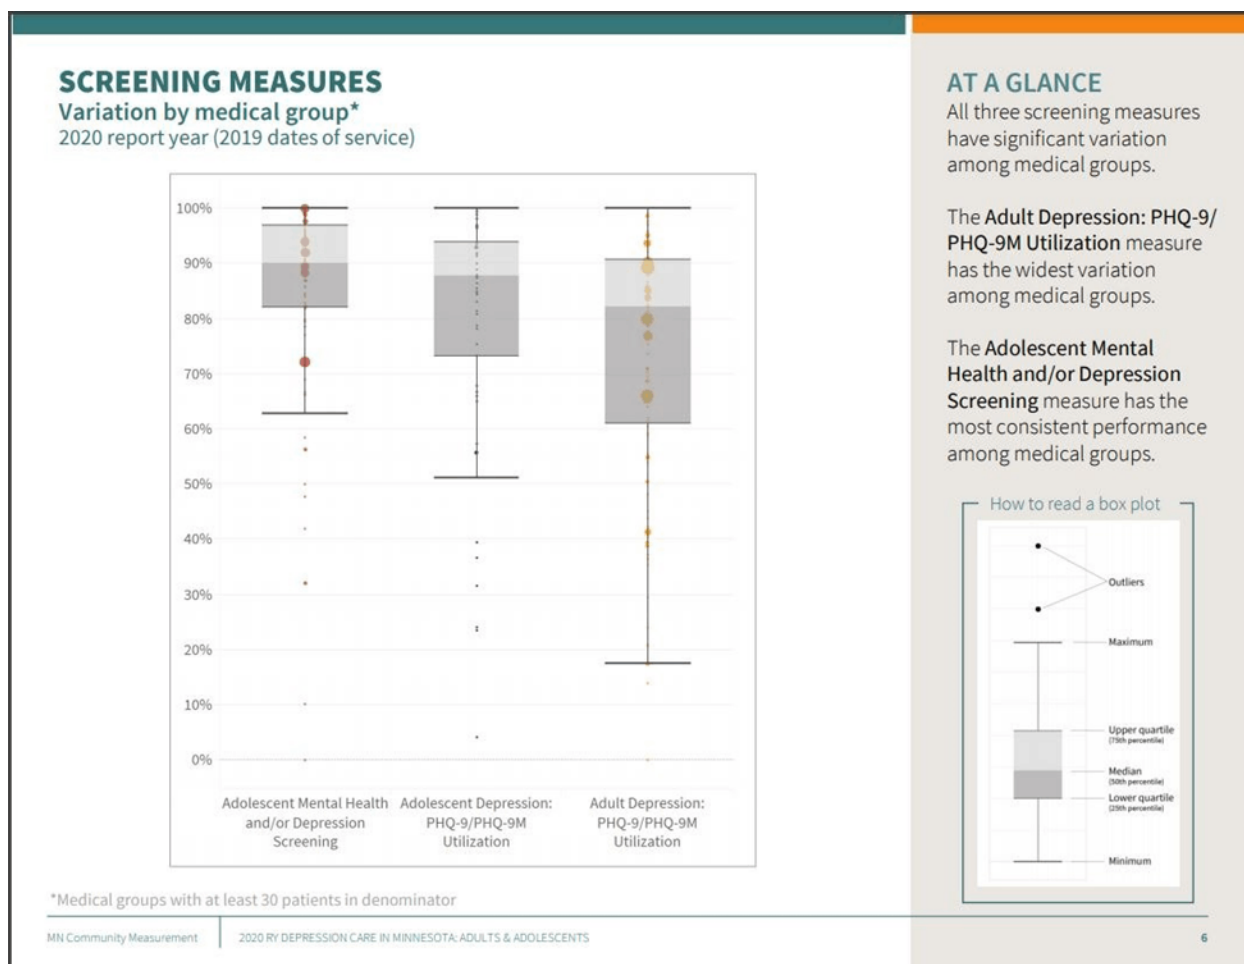 SCREENING MEASURES
Variation by medical group*
2020 report year (2019 dates of service)
100%
90%
80%
70%
60%
50%
40%
30%
20%
10%
0%
Adolescent Mental Health
and/or Depression
Screening
Adolescent Depression:
PHQ-9/PHQ-9M
Utilization
Adult Depression:
PHQ-9/PHQ-9M
Utilization
*Medical groups with at least 30 patients in denominator
AT A GLANCE
All three screening measures
have significant variation
among medical groups.
The Adult Depression: PHQ-9/
PHQ-9M Utilization measure
has the widest variation
among medical groups.
The Adolescent Mental
Health and/or Depression
Screening measure has the
most consistent performance
among medical groups.
How to read a box plot
Outliers
Maximum
Upper quartile
(75th percentile)
Median
(50th percentile)
Lower quartile
(25th percentile)
Minimum
MN Community Measurement
2020 RY DEPRESSION CARE IN MINNESOTA: ADULTS & ADOLESCENTS
6